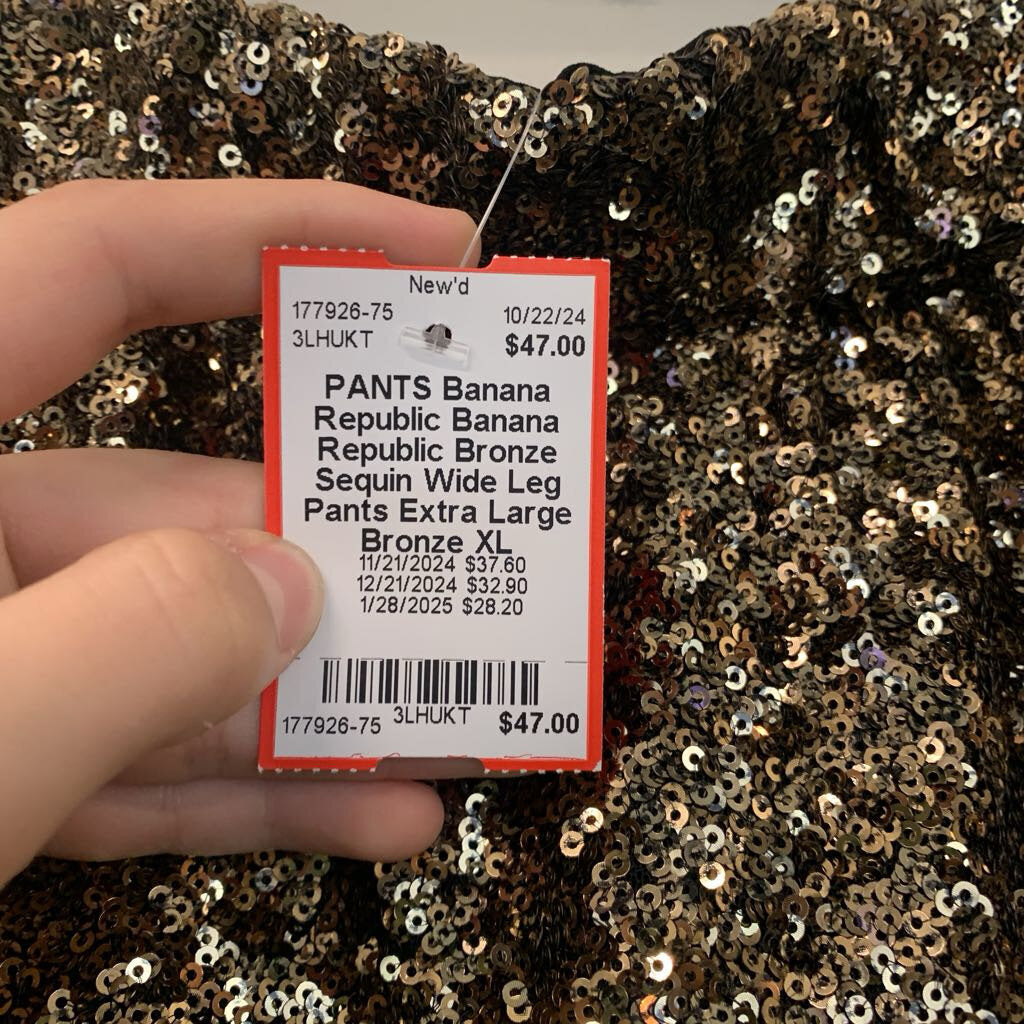 New'd
177926-75 10/22/24
3LHUKT $47.00
PANTS Banana
Republic Banana
Republic Bronze
Sequin Wide Leg
Pants Extra Large
Bronze XL
11/21/2024 $37.60
12/21/2024 $32.90
1/28/2025 $28.20
177926-75 3LHUKT $47.00